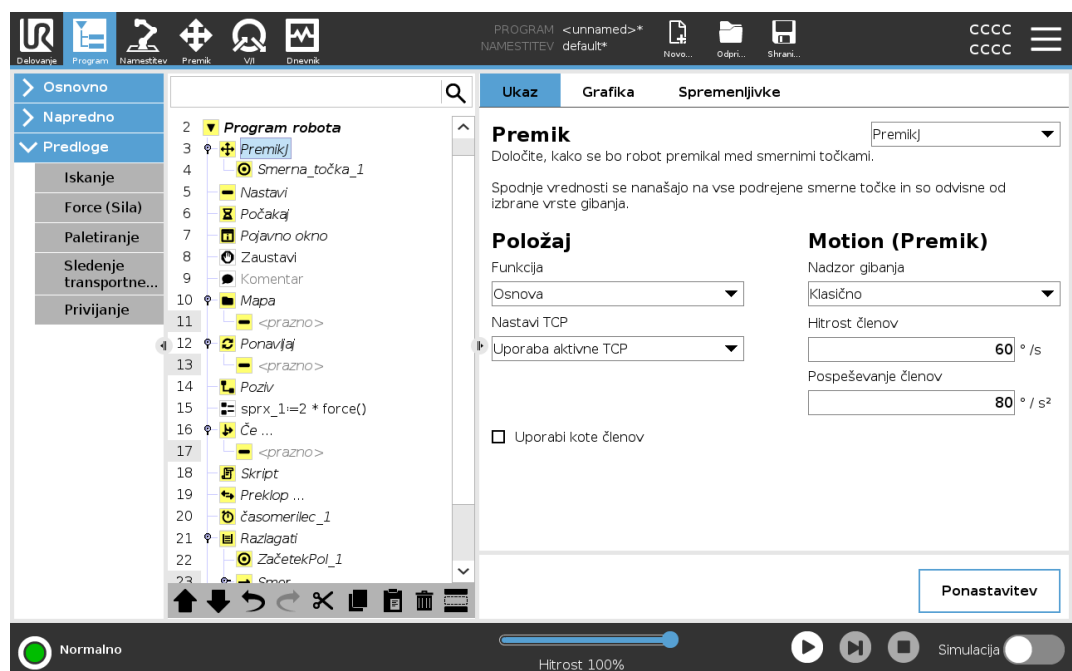 PROGRAM <unnamed>*
NAMESTITEV default*
CCCC
CCCC
Delovanje
Program
Namestitev
Premik
V/I
Dnevnik
Novo...
Odpri...
Shrani...
Osnovno
Napredno
Predloge
Iskanje
Force (Sila)
Paletiranje
Sledenje
transportne...
Privijanje
2 Program robota
3 PremikJ
4 Smerna_točka_1
5 Nastavi
6 Počakaj
7 Pojavno okno
8 Zaustavi
9 Komentar
10 Mapa
11 <prazno>
12 Ponavljaj
13 <prazno>
14 Poziv
15 sprx_1:=2 * force()
16 Če ...
17 <prazno>
18 Skript
19 Preklop ...
20 časomerilec_1
21 Razlagati
22 ZačetekPol_1
23 Smer
Ukaz
Grafika
Spremenljivke
Premik
PremikJ
Določite, kako se bo robot premikal med smernimi točkami.
Spodnje vrednosti se nanašajo na vse podrejene smerne točke in so odvisne od
izbrane vrste gibanja.
Položaj
Funkcija
Osnova
Nastavi TCP
Uporaba aktivne TCP
Uporabi kote členov
Motion (Premik)
Nadzor gibanja
Klasično
Hitrost členov
60 ° /s
Pospeševanje členov
80 ° / s²
Ponastavitev
Normalno
Hitrost 100%
Simulacija